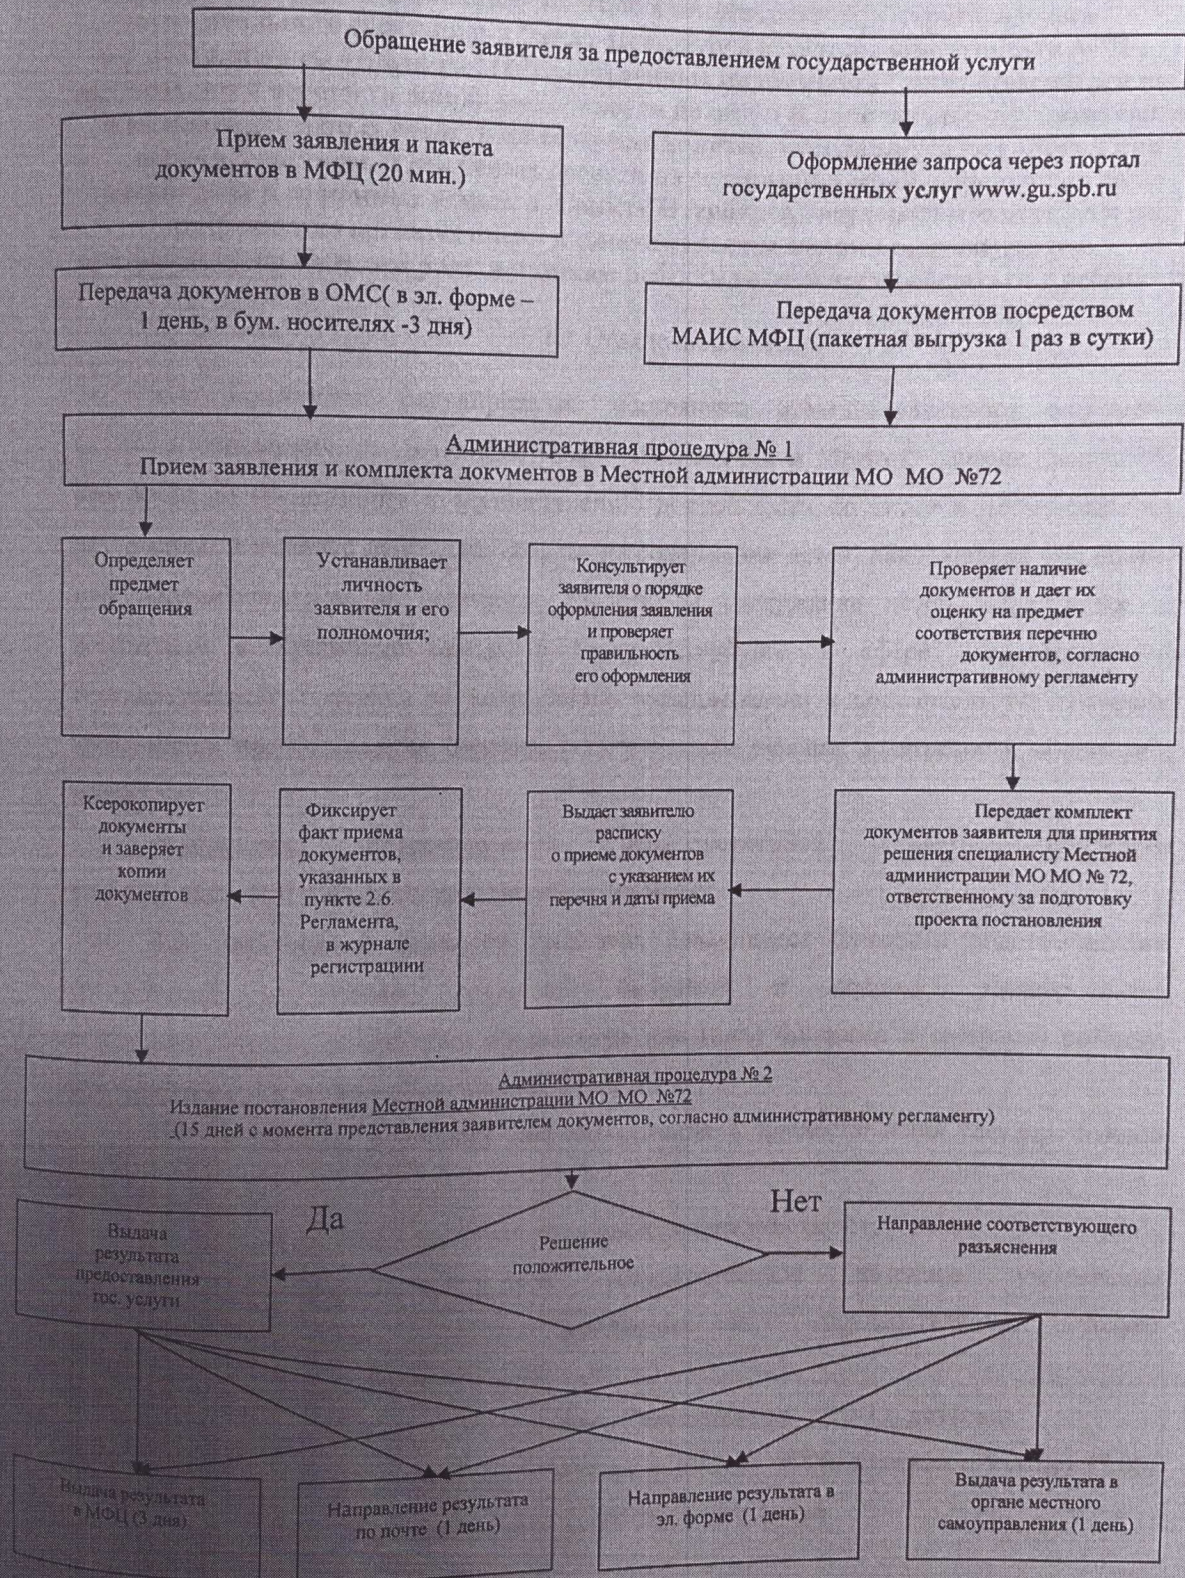 Обращение заявителя за предоставлением государственной услуги
Прием заявления и пакета
документов в МФЦ (20 мин.)
Оформление запроса через портал
государственных услуг www.gu.spb.ru
Передача документов в ОМС( в эл. форме –
1 день, в бум. носителях -3 дня)
Передача документов посредством
МАИС МФЦ (пакетная выгрузка 1 раз в сутки)
Административная процедура № 1
Прием заявления и комплекта документов в Местной администрации МО МО №72
Определяет
предмет
обращения
Устанавливает
личность
заявителя и его
полномочия;
Консультирует
заявителя о порядке
оформления заявления
и проверяет
правильность
его оформления
Проверяет наличие
документов и дает их
оценку на предмет
соответствия перечню
документов, согласно
административному регламенту
Ксерокопирует
документы
и заверяет
копии
документов
Фиксирует
факт приема
документов,
указанных в
пункте 2.6.
Регламента,
в журнале
регистрациии
Выдает заявителю
расписку
о приеме документов
с указанием их
перечня и даты приема
Передает комплект
документов заявителя для принятия
решения специалисту Местной
администрации МО МО № 72,
ответственному за подготовку
проекта постановления
Административная процедура № 2
Издание постановления Местной администрации МО МО №72
(15 дней с момента представления заявителем документов, согласно административному регламенту)
Выдача
результата
предоставления
гос. услуги
Да
Решение
положительное
Нет
Направление соответствующего
разъяснения
Выдача результата
в МФЦ (3 дня)
Направление результата
по почте (1 день)
Направление результата в
эл. форме (1 день)
Выдача результата в
органе местного
самоуправления (1 день)